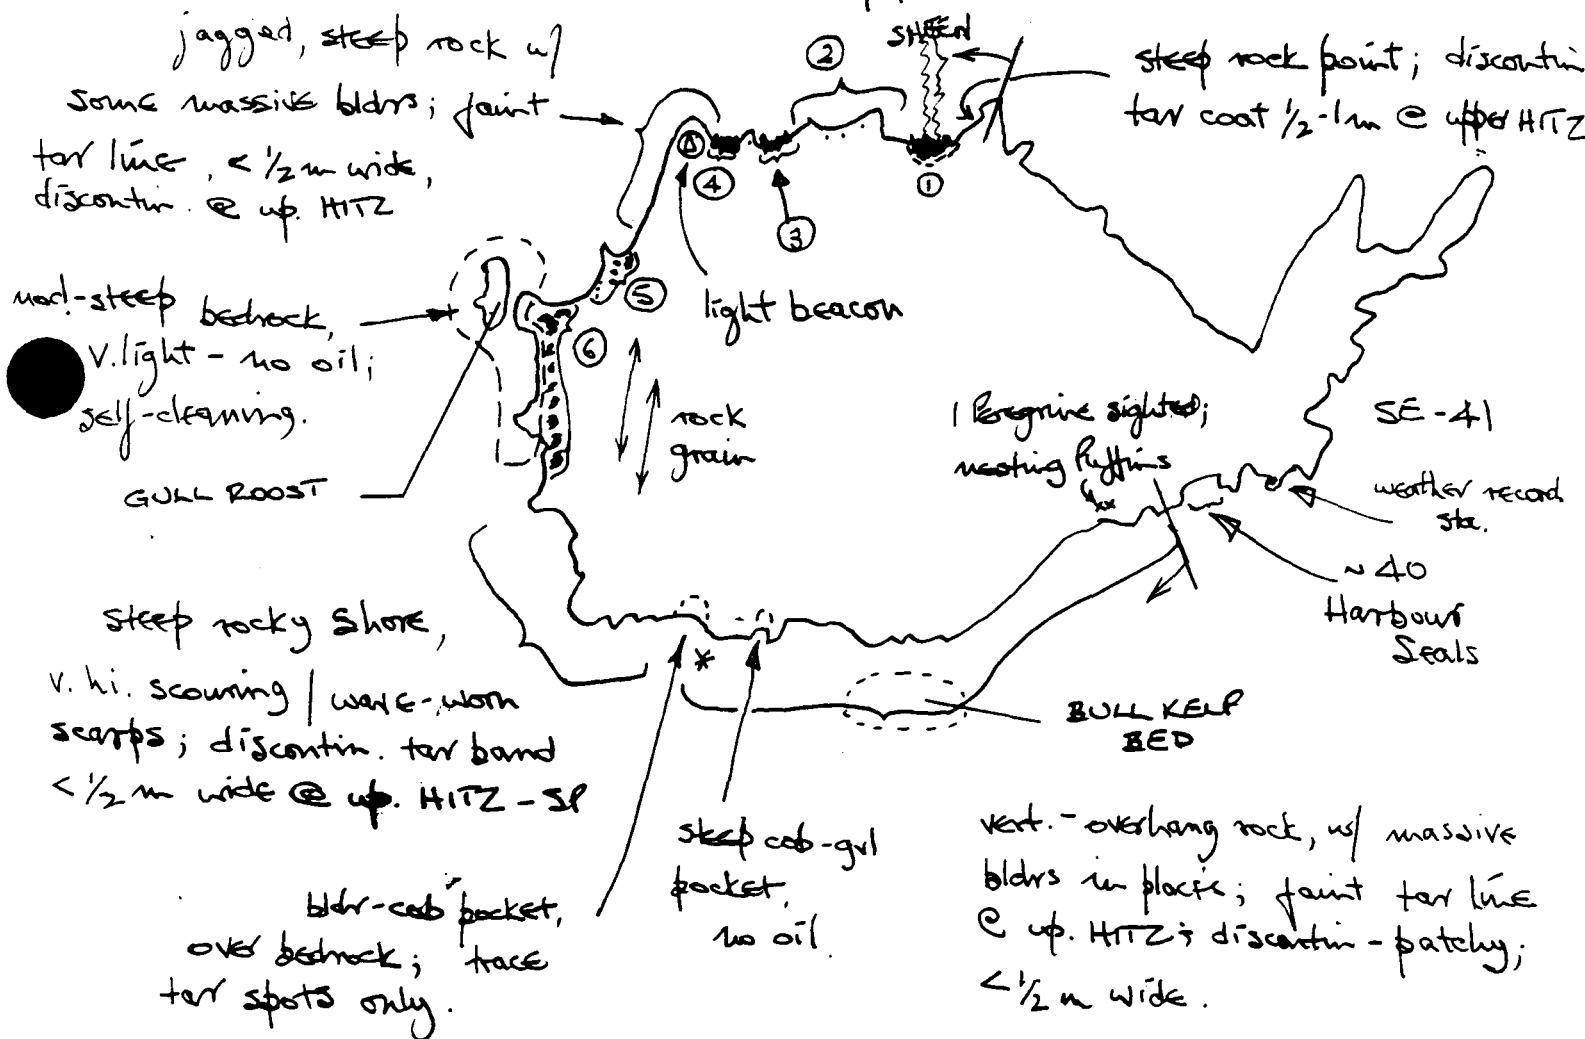 jagged, steep rock w/
some massive bldrs; faint
tar line, < 1/2 m wide,
discontin. @ up. HITZ
SHEEN
②
steep rock point; discontin
tar coat 1/2-1m @ upper HITZ
④
①
③
mod-steep bedrock,
V. light - no oil;
self-cleaning.
⑤
light beacon
⑥
rock
grain
GULL ROOST
1 Peregrine sighted;
nesting Puffins
xx
SE-41
weather record
sta.
~40
Harbour
Seals
steep rocky shore,
v. hi. scouring / wave-worn
scarps; discontin. tar band
< 1/2 m wide @ up. HITZ - SP
*
BULL KELP
BED
bldr-cob pocket,
over bedrock; trace
tar spots only.
steep cob-grvl
pocket,
no oil.
vert. - overhang rock, w/ massive
bldrs in places; faint tar line
@ up. HITZ; discontin - patchy;
< 1/2 m wide.